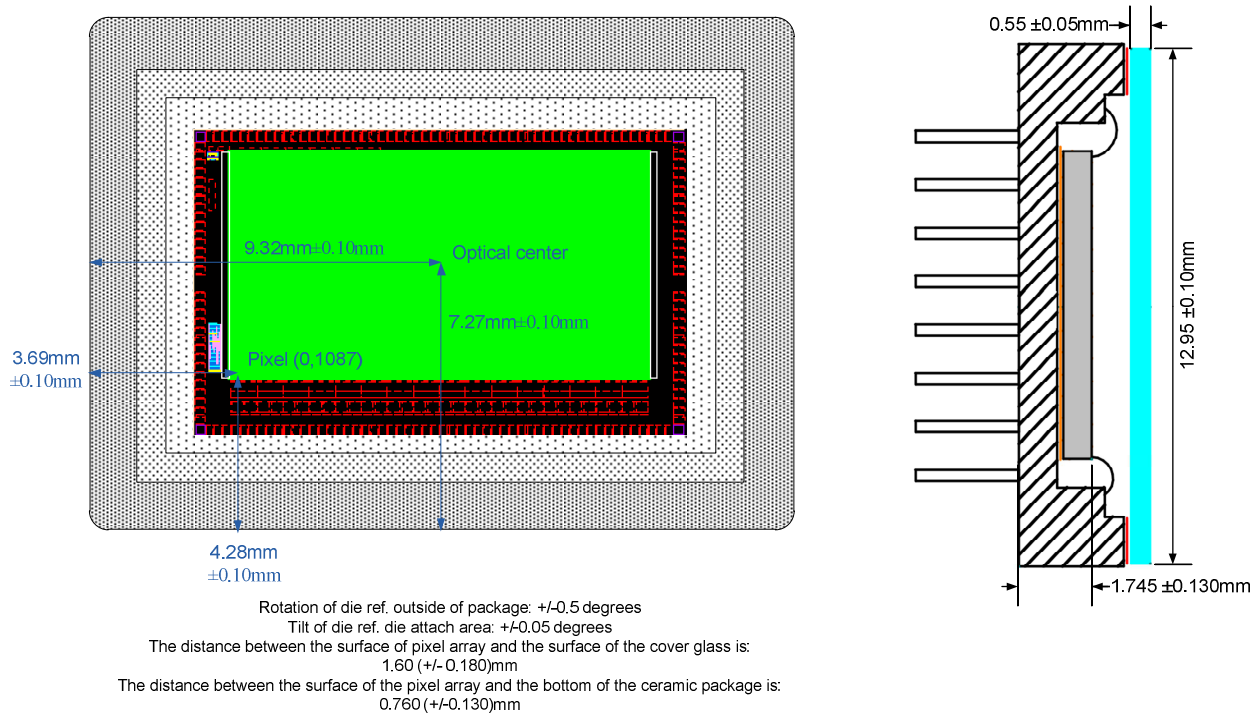 0.55 ±0.05mm
9.32mm±0.10mm
Optical center
7.27mm±0.10mm
12.95 ±0.10mm
3.69mm
±0.10mm
Pixel (0,1087)
4.28mm
±0.10mm
1.745 ±0.130mm
Rotation of die ref. outside of package: +/-0.5 degrees
Tilt of die ref. die attach area: +/-0.05 degrees
The distance between the surface of pixel array and the surface of the cover glass is:
1.60 (+/- 0.180)mm
The distance between the surface of the pixel array and the bottom of the ceramic package is:
0.760 (+/-0.130)mm